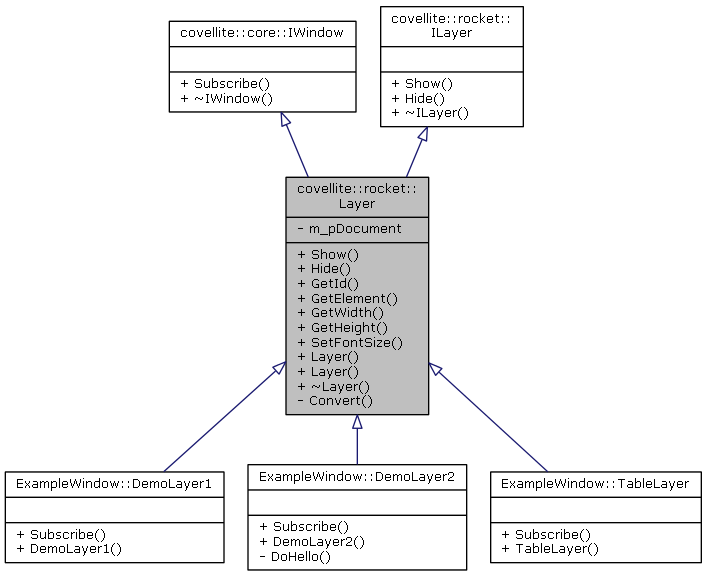 covellite::core::IWindow
+ Subscribe()
+ ~IWindow()
covellite::rocket::
ILayer
+ Show()
+ Hide()
+ ~ILayer()
covellite::rocket::
Layer
- m_pDocument
+ Show()
+ Hide()
+ GetId()
+ GetElement()
+ GetWidth()
+ GetHeight()
+ SetFontSize()
+ Layer()
+ Layer()
+ ~Layer()
- Convert()
ExampleWindow::DemoLayer1
+ Subscribe()
+ DemoLayer1()
ExampleWindow::DemoLayer2
+ Subscribe()
+ DemoLayer2()
- DoHello()
ExampleWindow::TableLayer
+ Subscribe()
+ TableLayer()